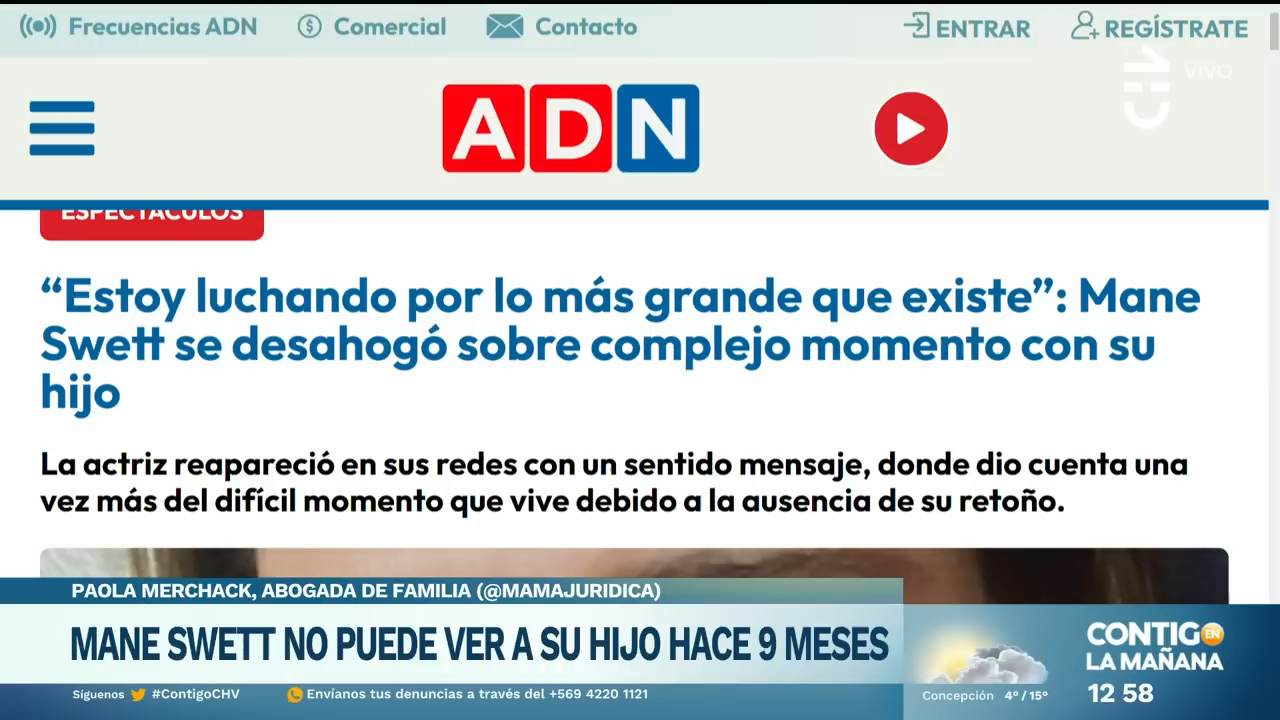 Frecuencias ADN
Comercial
Contacto
ENTRAR
REGÍSTRATE
CHV VIVO
ADN
ESPECTÁCULOS
“Estoy luchando por lo más grande que existe”: Mane
Swett se desahogó sobre complejo momento con su
hijo
La actriz reapareció en sus redes con un sentido mensaje, donde dio cuenta una
vez más del difícil momento que vive debido a la ausencia de su retoño.
PAOLA MERCHACK, ABOGADA DE FAMILIA (@MAMAJURIDICA)
MANE SWETT NO PUEDE VER A SU HIJO HACE 9 MESES
CONTIGO EN
LA MAÑANA
Síguenos #ContigoCHV
Envíanos tus denuncias a través del +569 4220 1121
Concepción 4° / 15°
12 58